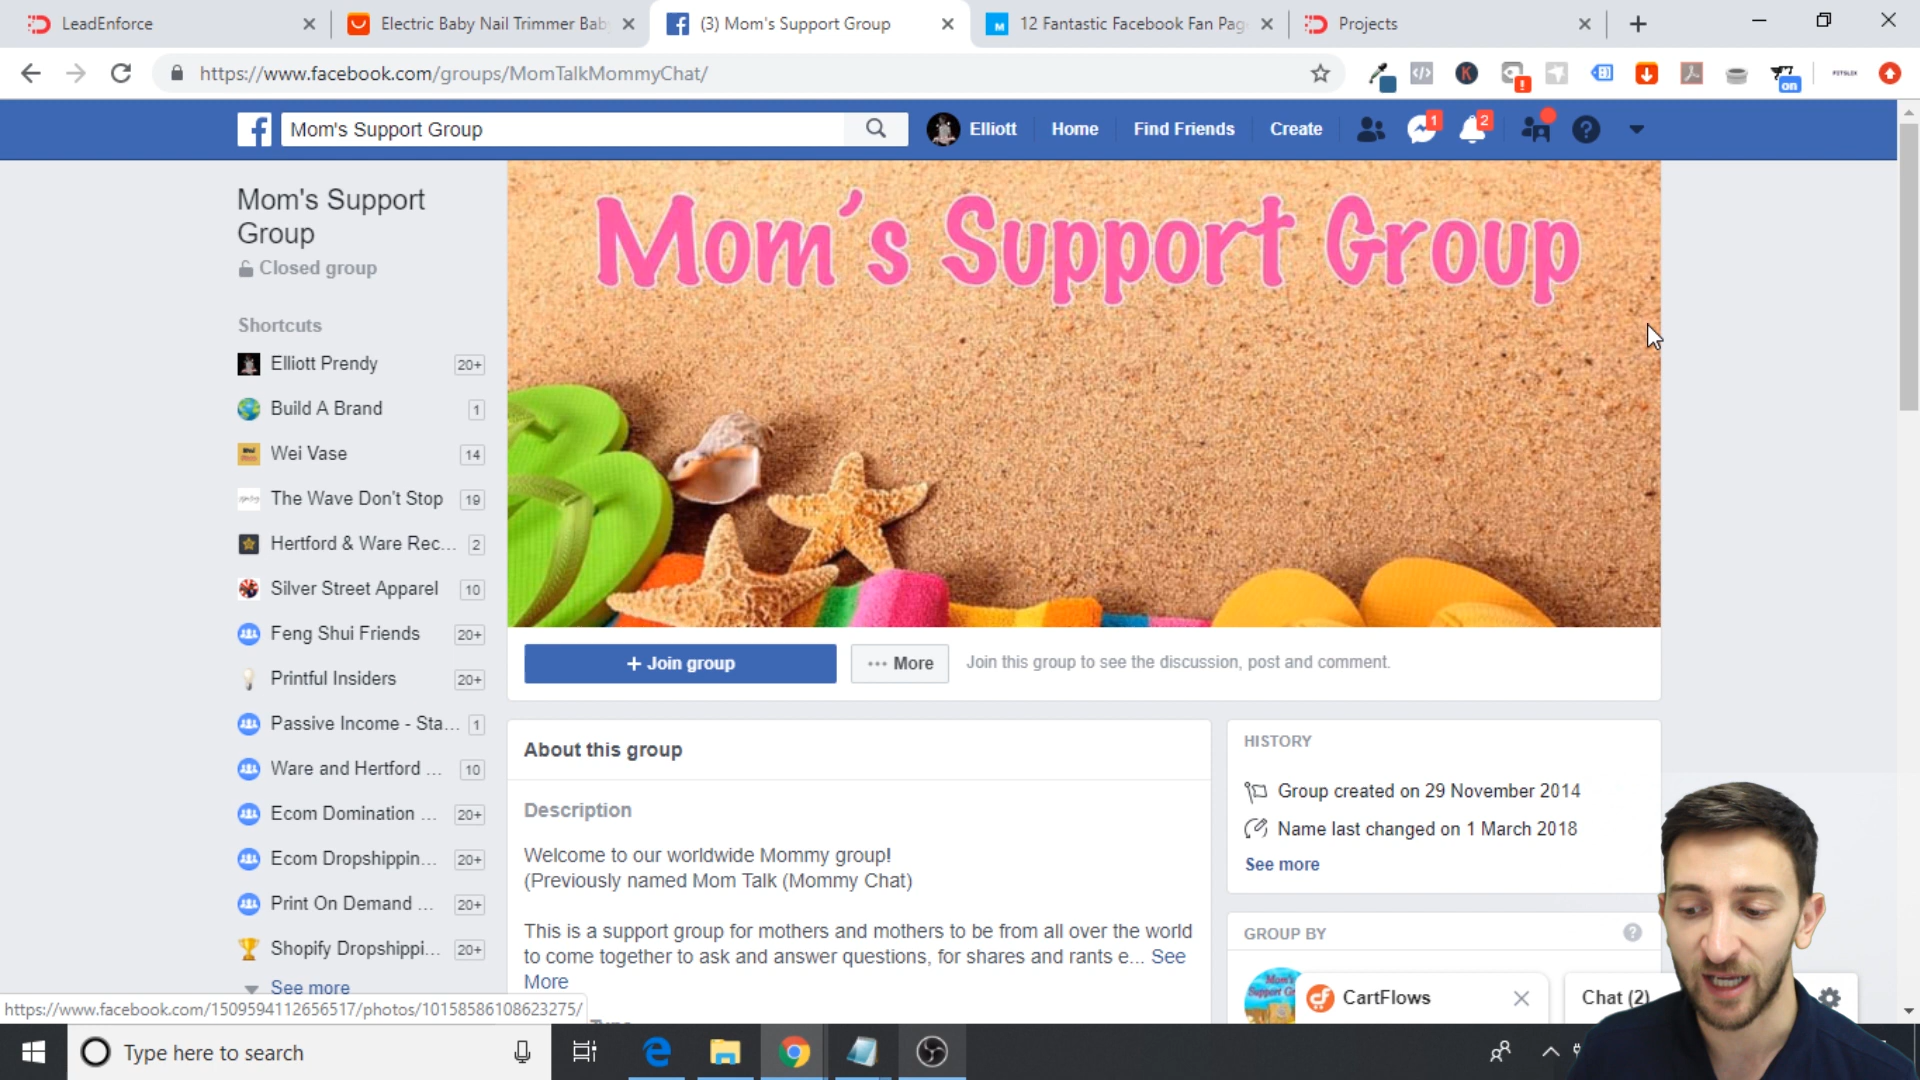 LeadEnforce
Electric Baby Nail Trimmer Bab
(3) Mom's Support Group
12 Fantastic Facebook Fan Pag
Projects
https://www.facebook.com/groups/MomTalkMommyChat/
on
Mom's Support Group
Elliott
Home
Find Friends
Create
1
2
Mom's Support
Group
Closed group
Mom's Support Group
Shortcuts
Elliott Prendy 20+
Build A Brand 1
Wei Vase 14
The Wave Don't Stop 19
Hertford & Ware Rec... 2
Silver Street Apparel 10
Feng Shui Friends 20+
Printful Insiders 20+
Passive Income - Sta... 1
Ware and Hertford ... 10
Ecom Domination ... 20+
Ecom Dropshippin... 20+
Print On Demand ... 20+
Shopify Dropshippi... 20+
See more
+ Join group
More
Join this group to see the discussion, post and comment.
About this group
Description
Welcome to our worldwide Mommy group!
(Previously named Mom Talk (Mommy Chat)
This is a support group for mothers and mothers to be from all over the world
to come together to ask and answer questions, for shares and rants e... See
More
HISTORY
Group created on 29 November 2014
Name last changed on 1 March 2018
See more
GROUP BY
CartFlows
Chat (2)
https://www.facebook.com/1509594112656517/photos/10158586108623275/
Type here to search